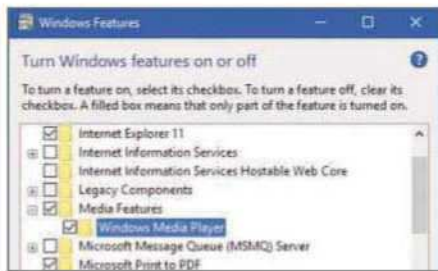 Windows Features
Turn Windows features on or off
To turn a feature on, select its checkbox. To turn a feature off, clear its
checkbox. A filled box means that only part of the feature is turned on.
Internet Explorer 11
Internet Information Services
Internet Information Services Hostable Web Core
Legacy Components
Media Features
Windows Media Player
Microsoft Message Queue (MSMQ) Server
Microsoft Print to PDF